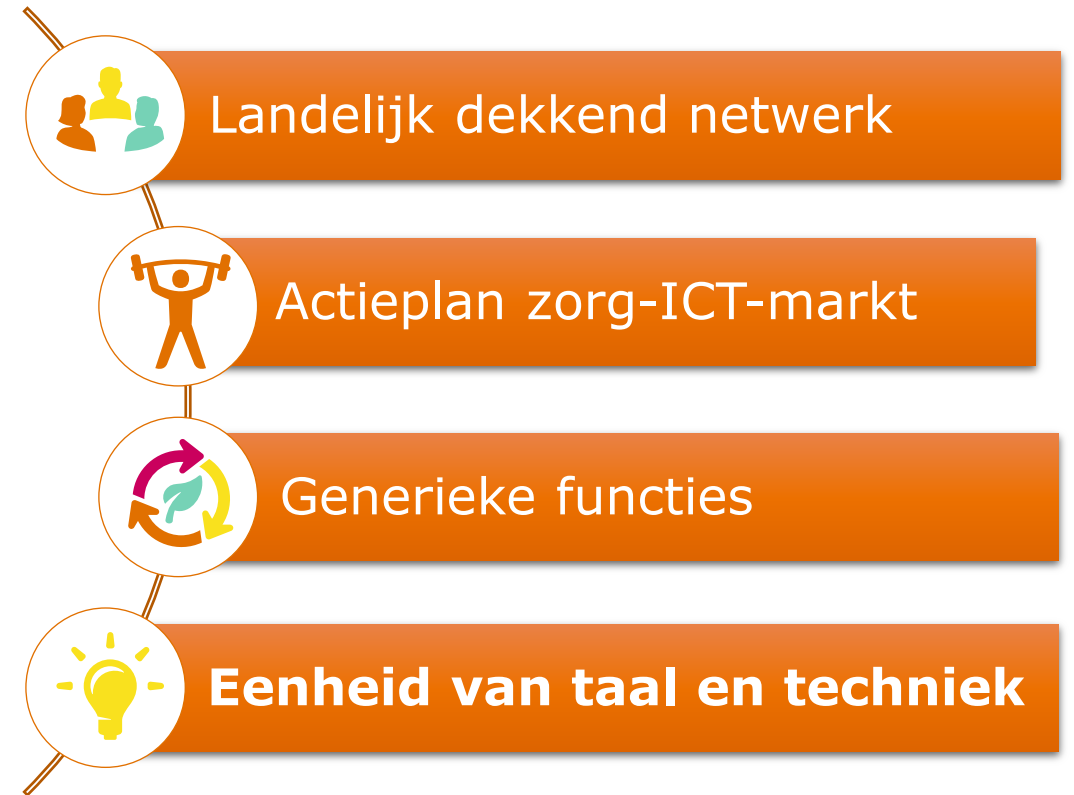 Landelijk dekkend netwerk
Actieplan zorg-ICT-markt
Generieke functies
Eenheid van taal en techniek